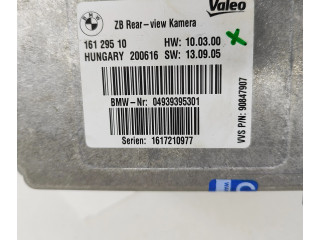 BMW
Valeo
ZB Rear-view Kamera
161 295 10 HW: 10.03.00
HUNGARY 200616 SW: 13.09.05
BMW-Nr: 04939395301
Serien: 1617210977
VVS P/N: 90847907